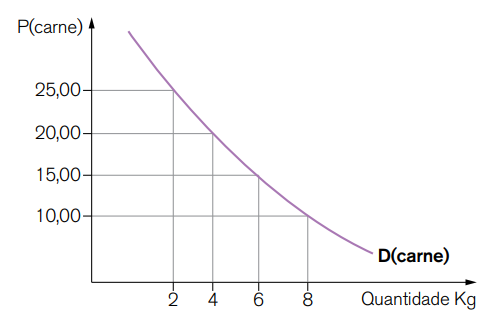 P(carne)
25,00
20,00
15,00
10,00
D(carne)
2 4 6 8 Quantidade Kg